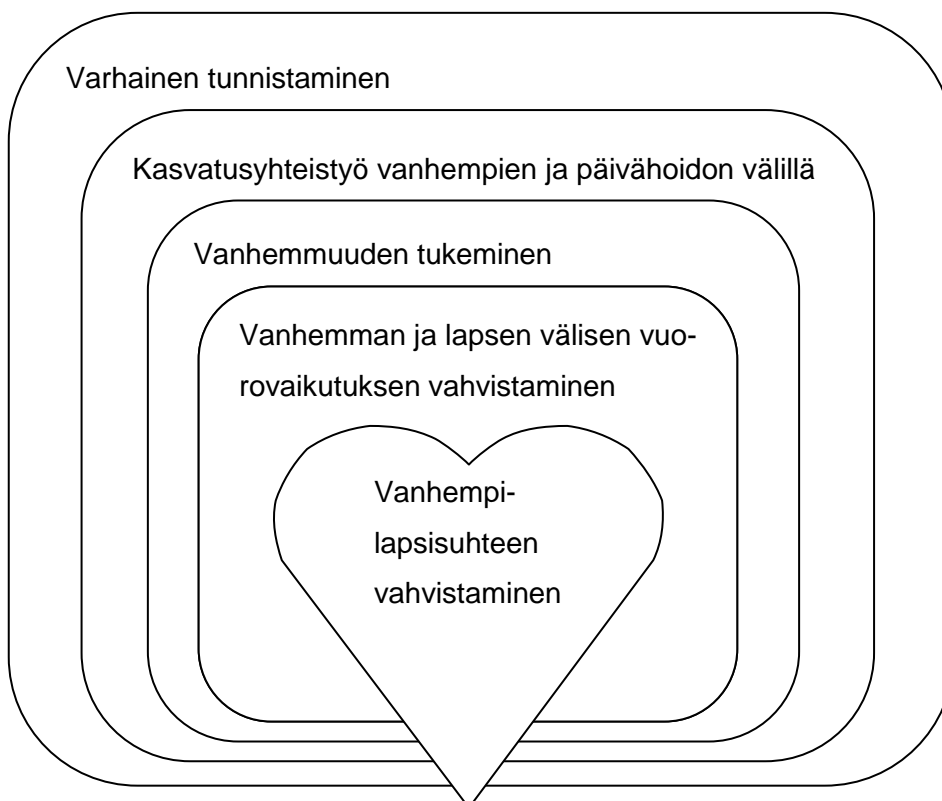 Varhainen tunnistaminen
Kasvatusyhteistyö vanhempien ja päivähoidon välillä
Vanhemmuuden tukeminen
Vanhemman ja lapsen välisen vuo-
rovaikutuksen vahvistaminen
Vanhempi-
lapsisuhteen
vahvistaminen